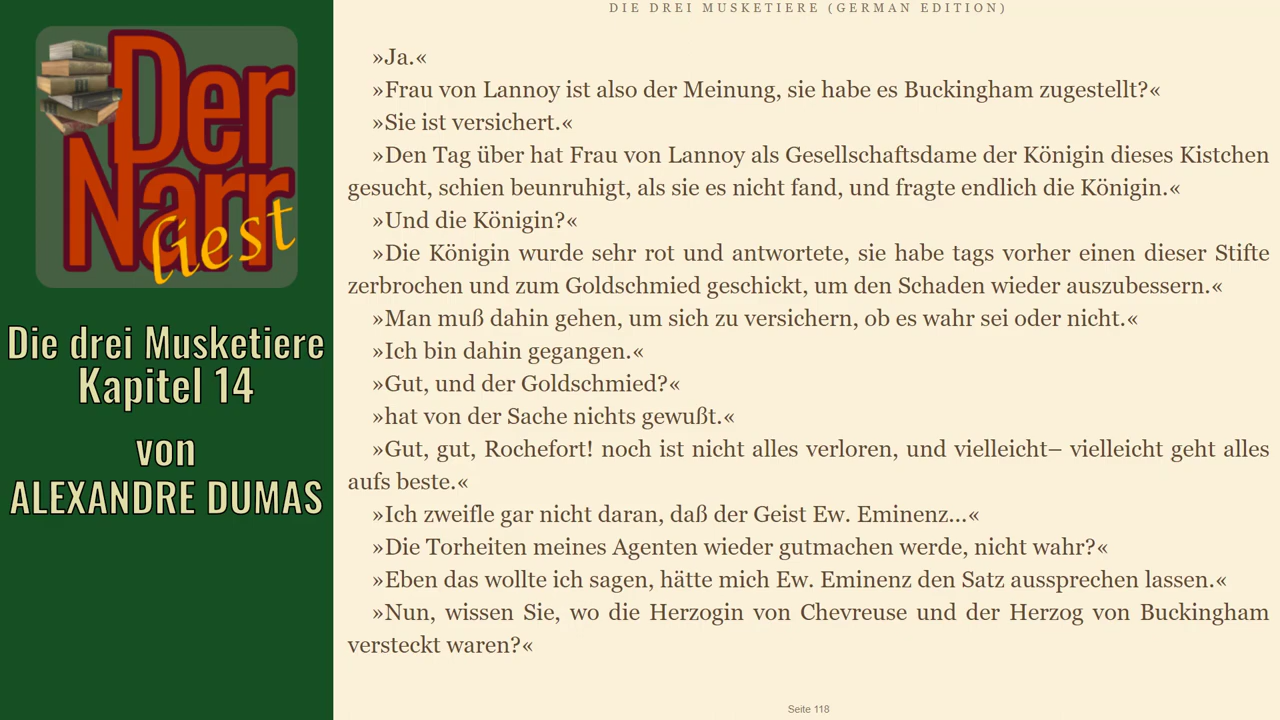 Der
Narr
liest
Die drei Musketiere
Kapitel 14
von
ALEXANDRE DUMAS
DIE DREI MUSKETIERE (GERMAN EDITION)
»Ja.«
»Frau von Lannoy ist also der Meinung, sie habe es Buckingham zugestellt?«
»Sie ist versichert.«
»Den Tag über hat Frau von Lannoy als Gesellschaftsdame der Königin dieses Kistchen
gesucht, schien beunruhigt, als sie es nicht fand, und fragte endlich die Königin.«
»Und die Königin?«
»Die Königin wurde sehr rot und antwortete, sie habe tags vorher einen dieser Stifte
zerbrochen und zum Goldschmied geschickt, um den Schaden wieder auszubessern.«
»Man muß dahin gehen, um sich zu versichern, ob es wahr sei oder nicht.«
»Ich bin dahin gegangen.«
»Gut, und der Goldschmied?«
»hat von der Sache nichts gewußt.«
»Gut, gut, Rochefort! noch ist nicht alles verloren, und vielleicht– vielleicht geht alles
aufs beste.«
»Ich zweifle gar nicht daran, daß der Geist Ew. Eminenz...«
»Die Torheiten meines Agenten wieder gutmachen werde, nicht wahr?«
»Eben das wollte ich sagen, hätte mich Ew. Eminenz den Satz aussprechen lassen.«
»Nun, wissen Sie, wo die Herzogin von Chevreuse und der Herzog von Buckingham
versteckt waren?«
Seite 118